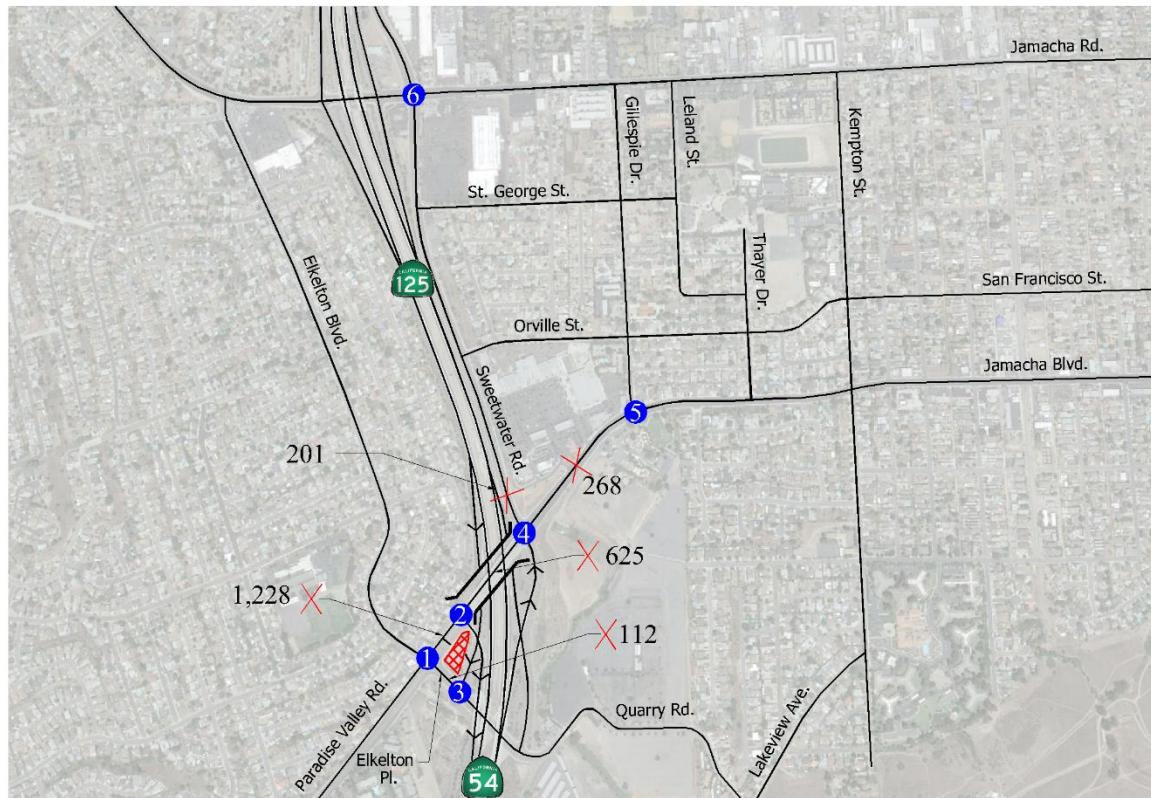 Jamacha Rd.
6
Gillespie Dr.
Leland St.
Kempton St.
St. George St.
Thayer Dr.
Elkelton Blvd.
CALIFORNIA
125
San Francisco St.
Orville St.
Jamacha Blvd.
Sweetwater Rd.
5
201
268
4
625
1,228
2
112
1
3
Quarry Rd.
Paradise Valley Rd.
Elkelton
Pl.
Lakeview Ave.
CALIFORNIA
54